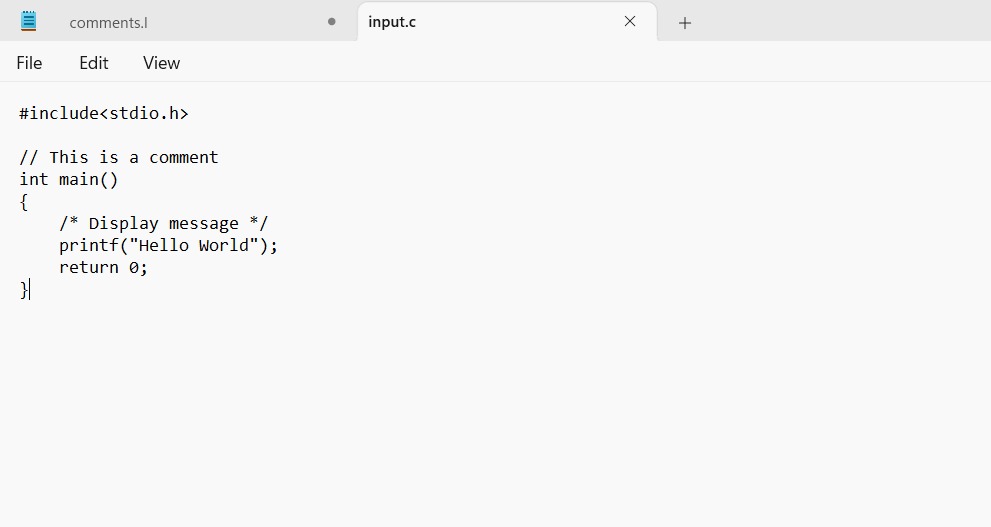 comments.l
input.c
File Edit View
#include<stdio.h>
// This is a comment
int main()
{
    /* Display message */
    printf("Hello World");
    return 0;
}